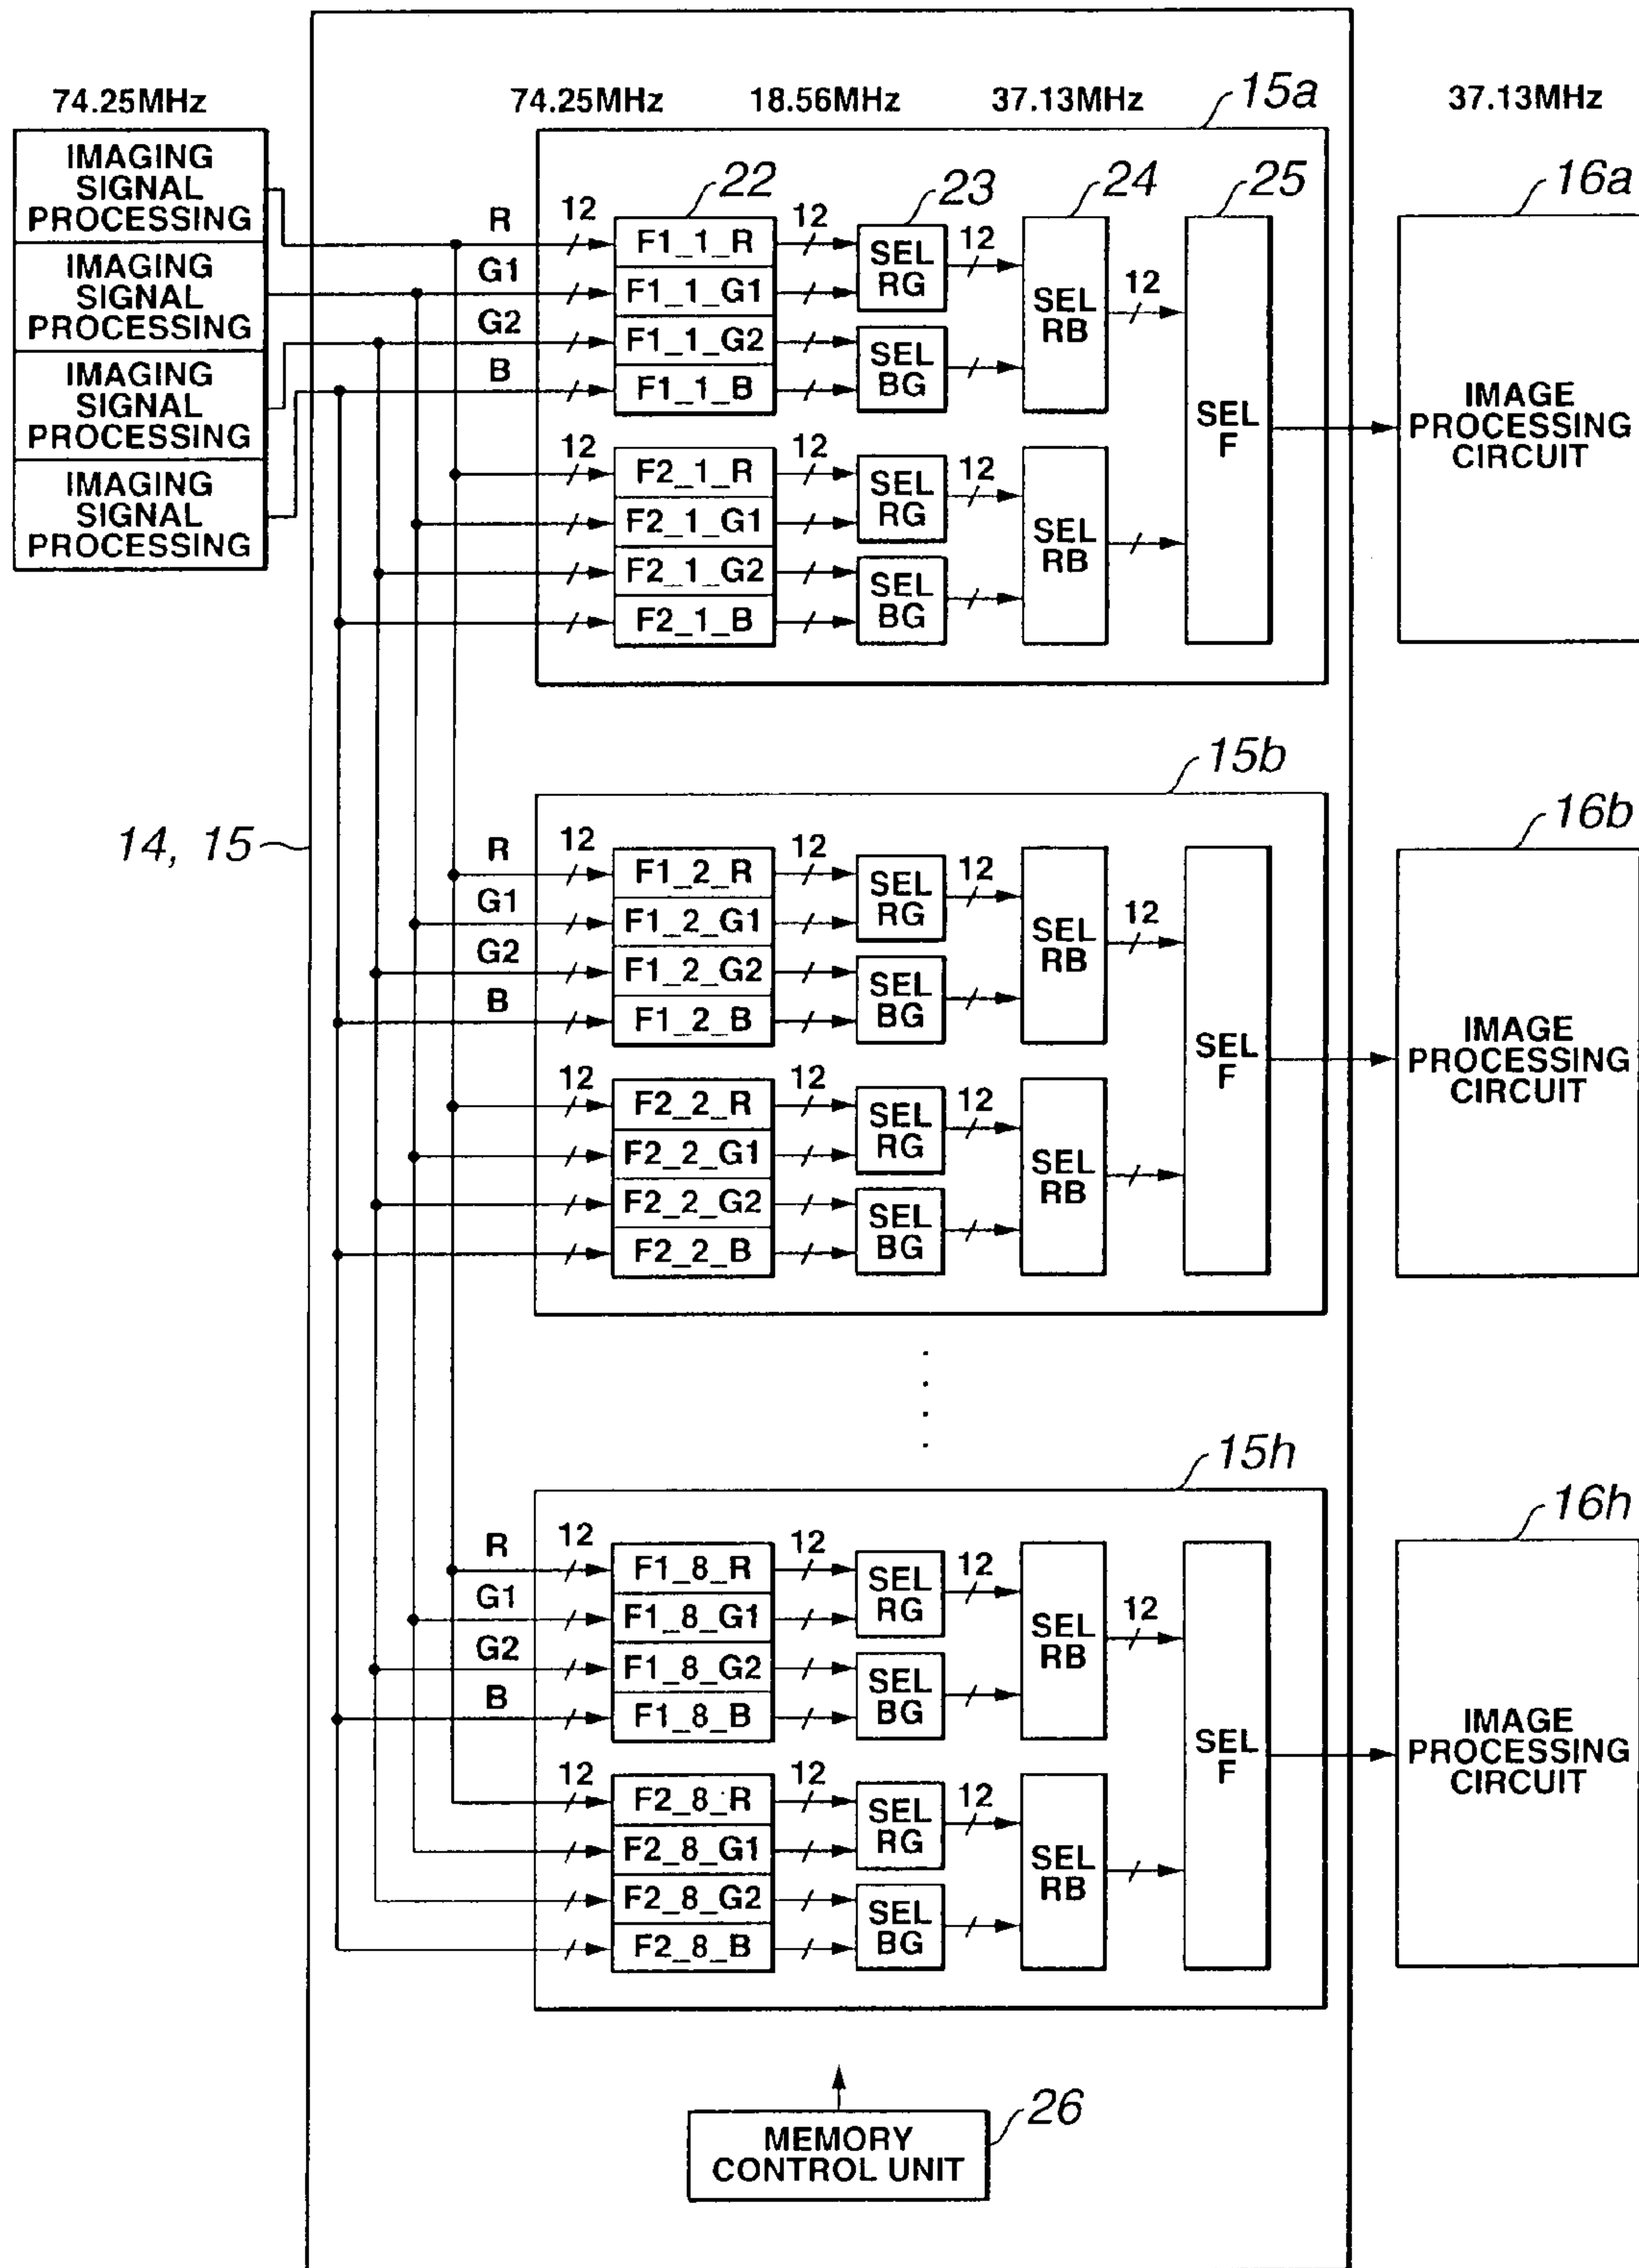 74.25MHz
74.25MHz
18.56MHz
37.13MHz
15a
37.13MHz
IMAGING
SIGNAL
PROCESSING
IMAGING
SIGNAL
PROCESSING
IMAGING
SIGNAL
PROCESSING
IMAGING
SIGNAL
PROCESSING
22
23
24
25
16a
R
12
F1_1_R
12
SEL
RG
12
G1
F1_1_G1
G2
F1_1_G2
SEL
BG
B
F1_1_B
SEL
RB
12
12
F2_1_R
12
SEL
RG
12
F2_1_G1
F2_1_G2
SEL
BG
F2_1_B
SEL
RB
SEL
F
IMAGE
PROCESSING
CIRCUIT
14, 15
15b
16b
R
12
F1_2_R
12
SEL
RG
12
G1
F1_2_G1
G2
F1_2_G2
SEL
BG
B
F1_2_B
SEL
RB
12
12
F2_2_R
12
SEL
RG
12
F2_2_G1
F2_2_G2
SEL
BG
F2_2_B
SEL
RB
SEL
F
IMAGE
PROCESSING
CIRCUIT
15h
16h
R
12
F1_8_R
12
SEL
RG
12
G1
F1_8_G1
G2
F1_8_G2
SEL
BG
B
F1_8_B
SEL
RB
12
12
F2_8_R
12
SEL
RG
12
F2_8_G1
F2_8_G2
SEL
BG
F2_8_B
SEL
RB
SEL
F
IMAGE
PROCESSING
CIRCUIT
26
MEMORY
CONTROL UNIT